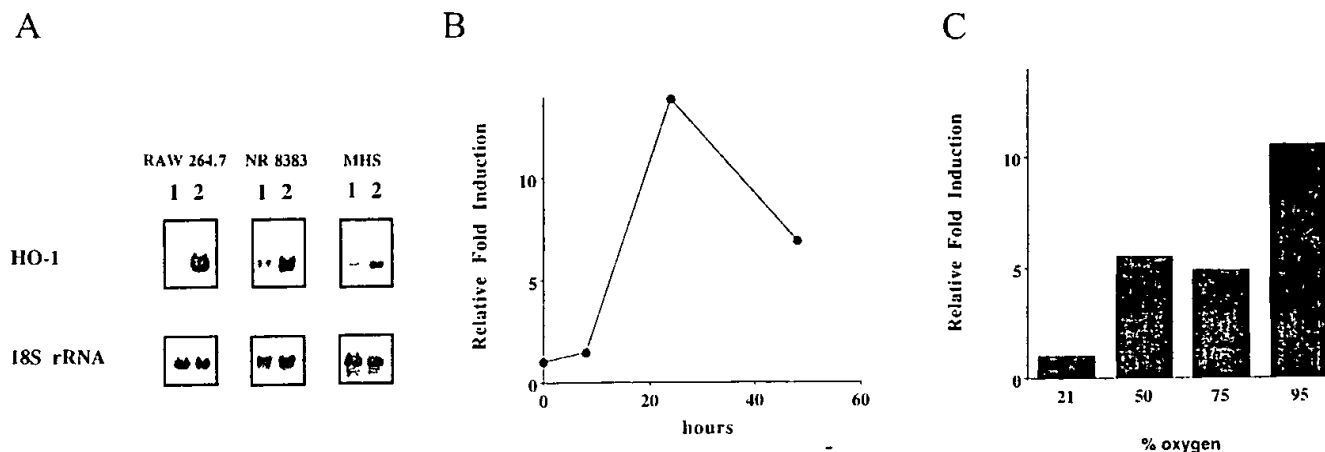 A
B
C
RAW 264.7 NR 8383 MHS
1 2 1 2 1 2
HO-1
18S rRNA
Relative Fold Induction
10
5
0
0 20 40 60
hours
Relative Fold Induction
10
5
0
21 50 75 95
% oxygen